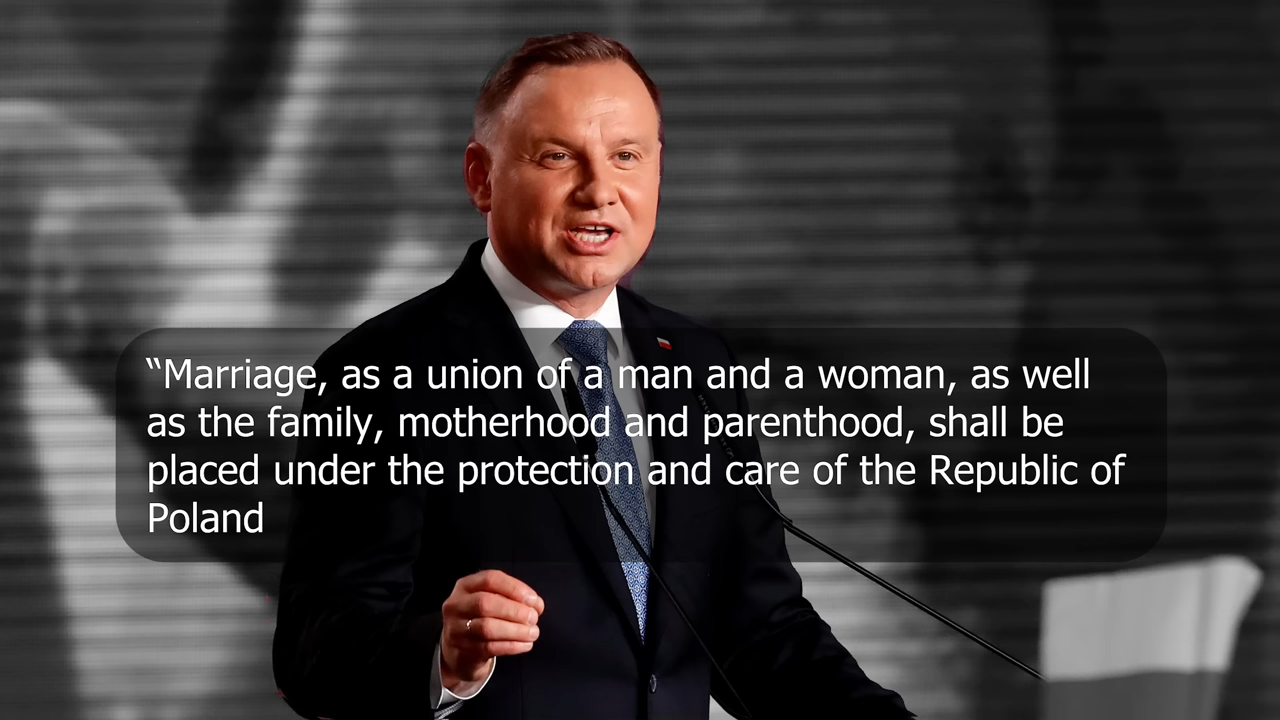 “Marriage, as a union of a man and a woman, as well
as the family, motherhood and parenthood, shall be
placed under the protection and care of the Republic of
Poland